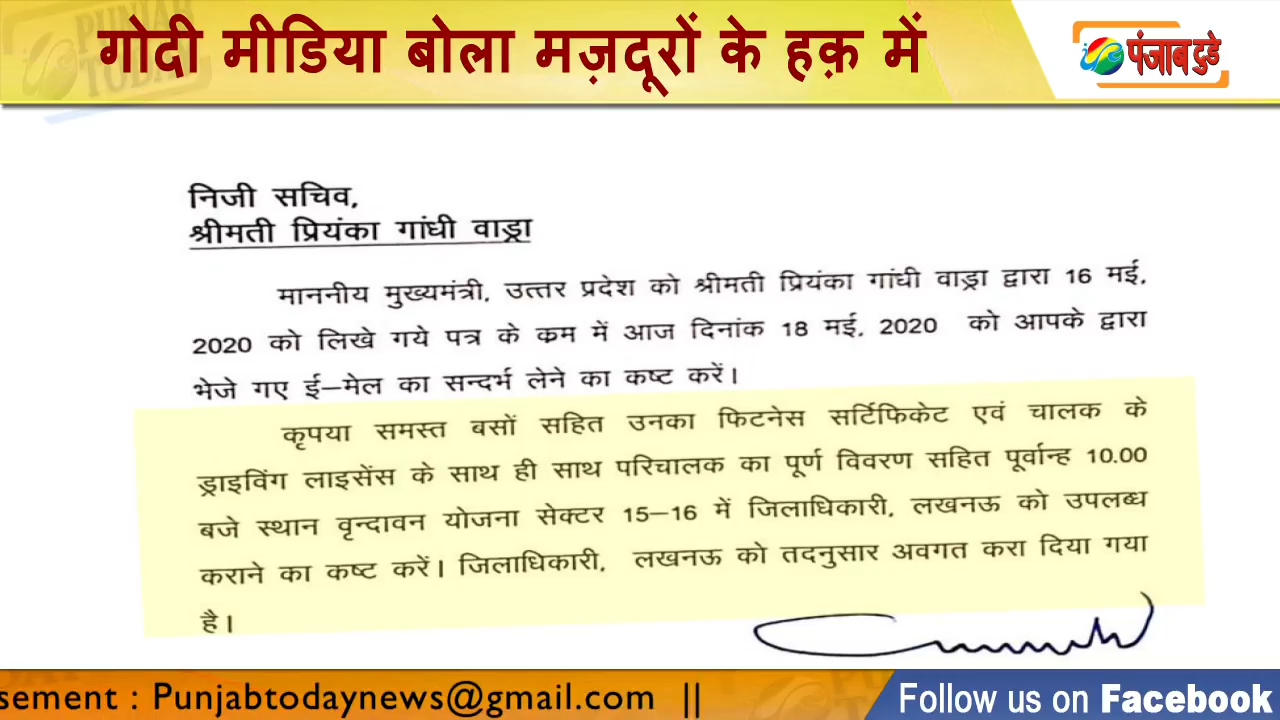 गोदी मीडिया बोला मज़दूरों के हक़ में
पंजाब टुडे
PUNJAB
TODAY
निजी सचिव,
श्रीमती प्रियंका गांधी वाड्रा
माननीय मुख्यमंत्री, उत्तर प्रदेश को श्रीमती प्रियंका गांधी वाड्रा द्वारा 16 मई,
2020 को लिखे गये पत्र के क्रम में आज दिनांक 18 मई, 2020 को आपके द्वारा
भेजे गए ई–मेल का सन्दर्भ लेने का कष्ट करें।
कृपया समस्त बसों सहित उनका फिटनेस सर्टिफिकेट एवं चालक के
ड्राइविंग लाइसेंस के साथ ही साथ परिचालक का पूर्ण विवरण सहित पूर्वान्ह 10.00
बजे स्थान वृन्दावन योजना सेक्टर 15–16 में जिलाधिकारी, लखनऊ को उपलब्ध
कराने का कष्ट करें। जिलाधिकारी, लखनऊ को तदनुसार अवगत करा दिया गया
है।
sement : Punjabtodaynews@gmail.com ||
Follow us on Facebook